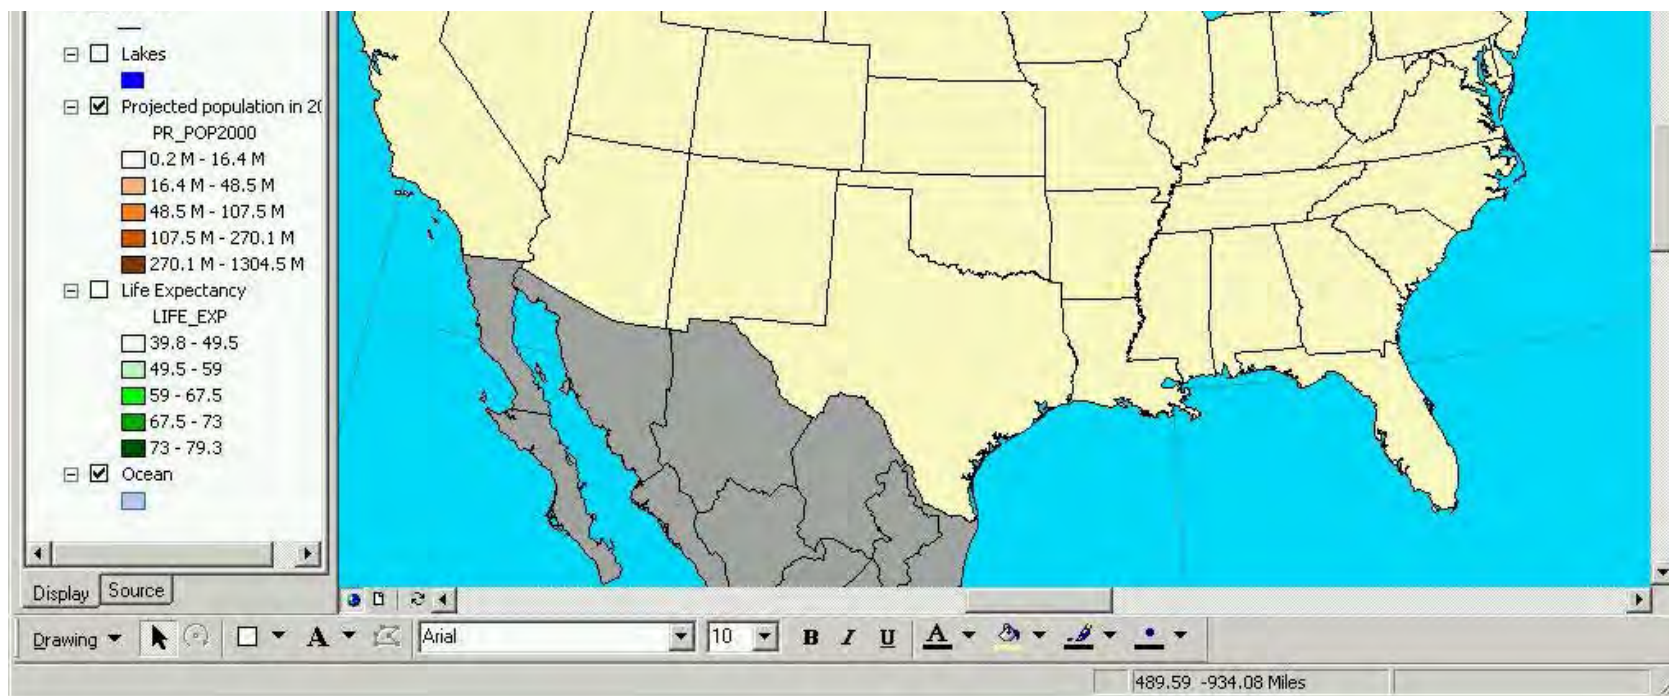 Lakes
Projected population in 20
PR_POP2000
0.2 M - 16.4 M
16.4 M - 48.5 M
48.5 M - 107.5 M
107.5 M - 270.1 M
270.1 M - 1304.5 M
Life Expectancy
LIFE_EXP
39.8 - 49.5
49.5 - 59
59 - 67.5
67.5 - 73
73 - 79.3
Ocean
Display Source
Drawing A Arial 10 B I U A
489.59 -934.08 Miles